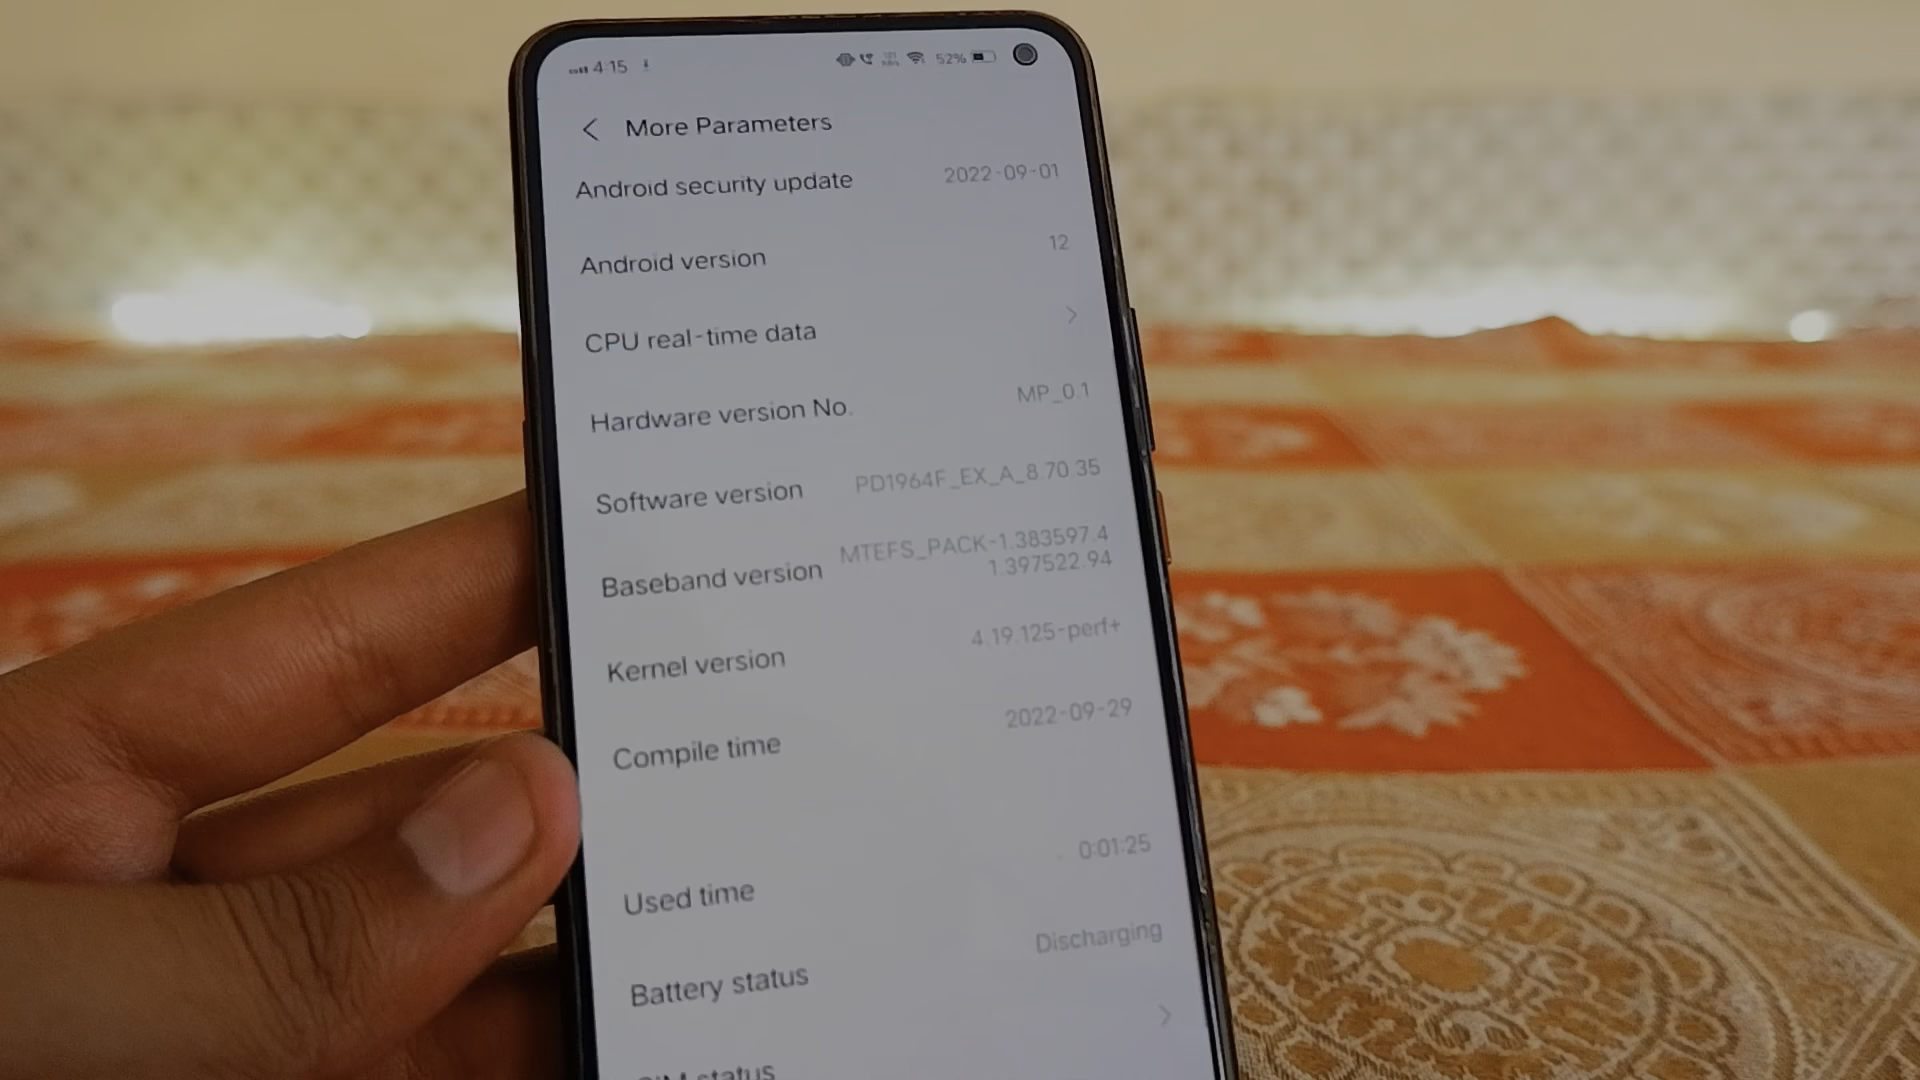 4:15 52%
More Parameters
Android security update 2022-09-01
Android version 12
CPU real-time data
Hardware version No. MP_0.1
Software version PD1964F_EX_A_8.70.35
Baseband version MTEFS_PACK-1.383597.4
1.397522.94
Kernel version 4.19.125-perf+
Compile time 2022-09-29
Used time 0:01:25
Battery status Discharging
SIM status